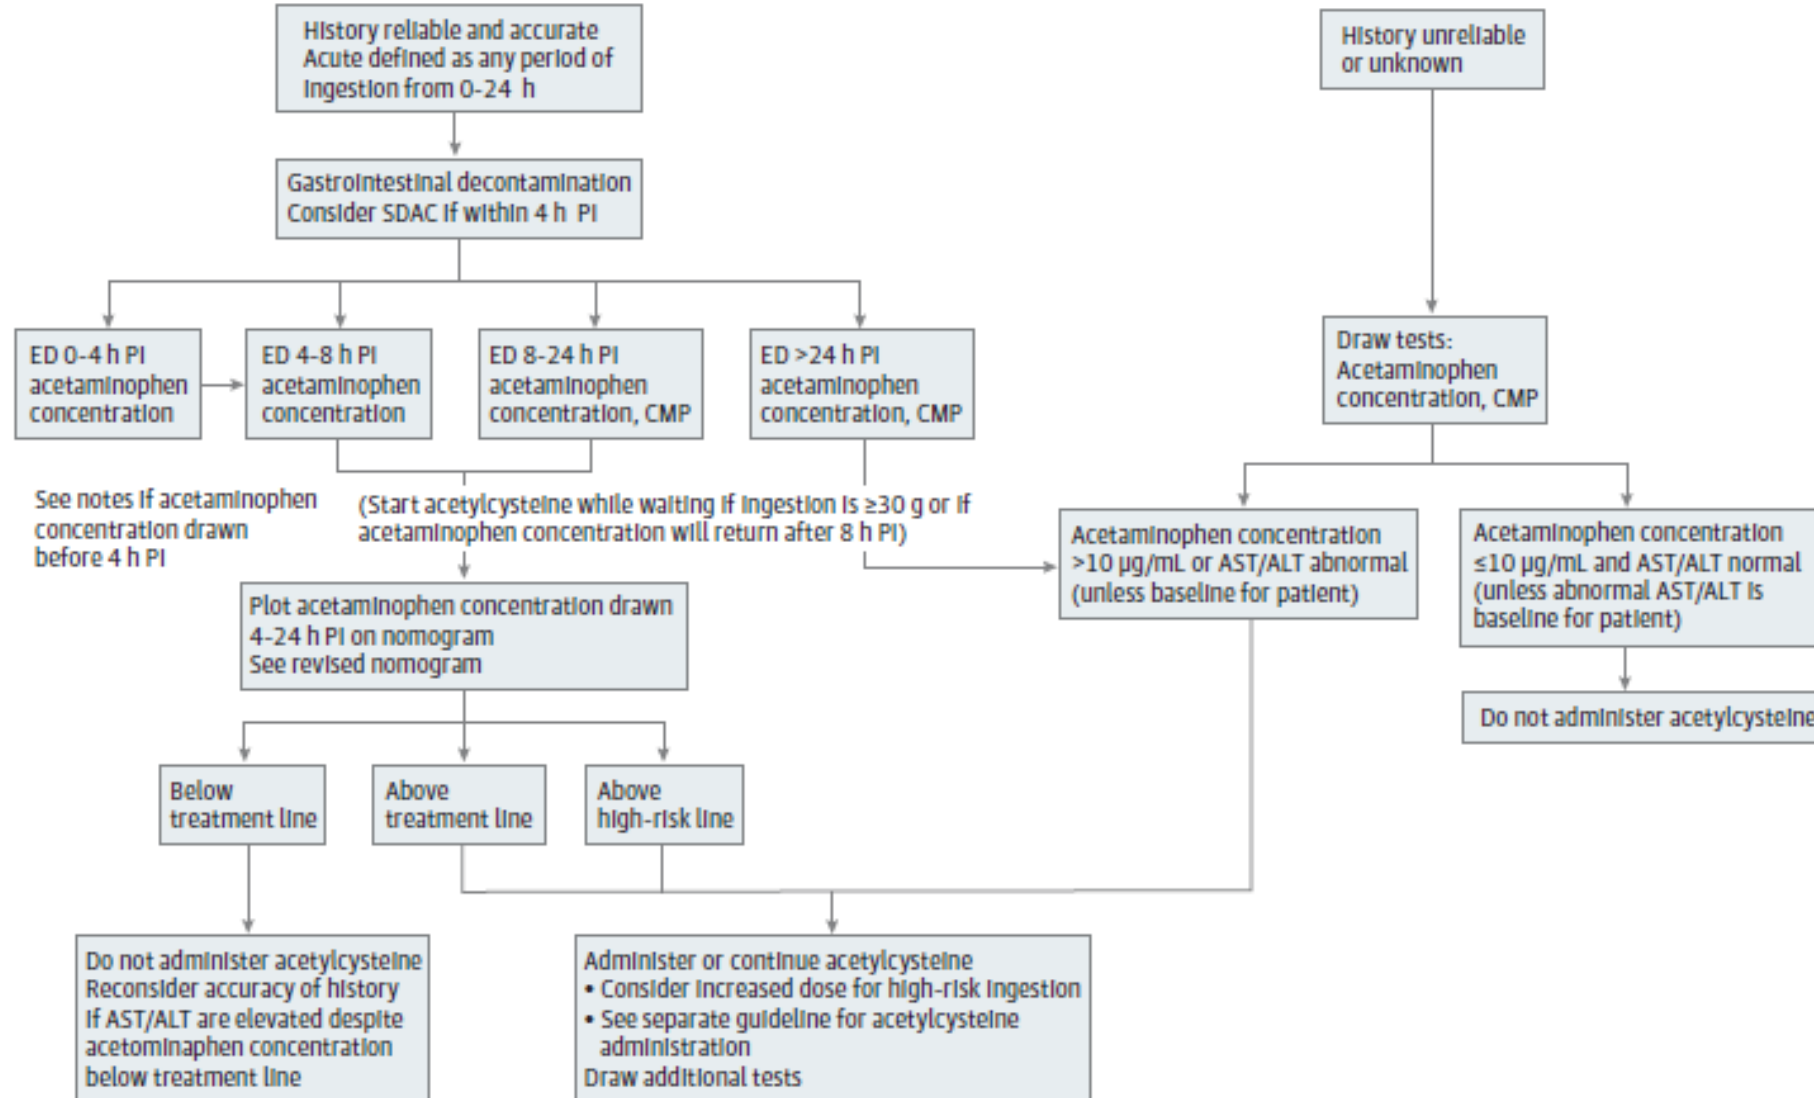 History reliable and accurate
Acute defined as any period of
ingestion from 0-24 h
History unreliable
or unknown
Gastrointestinal decontamination
Consider SDAC if within 4 h PI
ED 0-4 h PI
acetaminophen
concentration
ED 4-8 h PI
acetaminophen
concentration
ED 8-24 h PI
acetaminophen
concentration, CMP
ED >24 h PI
acetaminophen
concentration, CMP
Draw tests:
Acetaminophen
concentration, CMP
See notes if acetaminophen
concentration drawn
before 4 h PI
(Start acetylcysteine while waiting if ingestion is ≥30 g or if
acetaminophen concentration will return after 8 h PI)
Acetaminophen concentration
>10 µg/mL or AST/ALT abnormal
(unless baseline for patient)
Acetaminophen concentration
≤10 µg/mL and AST/ALT normal
(unless abnormal AST/ALT is
baseline for patient)
Plot acetaminophen concentration drawn
4-24 h PI on nomogram
See revised nomogram
Do not administer acetylcysteine
Below
treatment line
Above
treatment line
Above
high-risk line
Do not administer acetylcysteine
Reconsider accuracy of history
if AST/ALT are elevated despite
acetominaphen concentration
below treatment line
Administer or continue acetylcysteine
• Consider increased dose for high-risk ingestion
• See separate guideline for acetylcysteine
administration
Draw additional tests